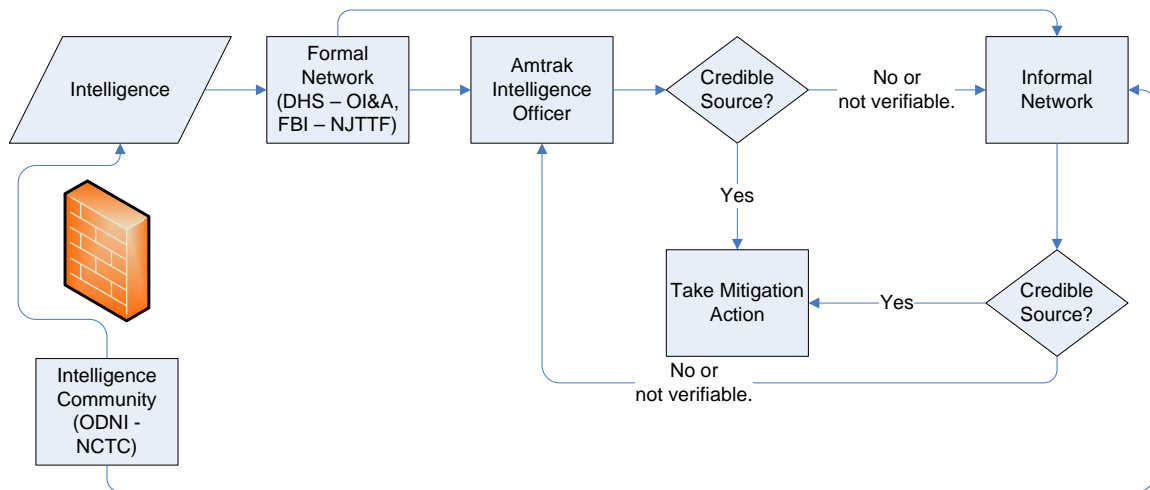 Intelligence
Formal
Network
(DHS – OI&A,
FBI – NJTTF)
Amtrak
Intelligence
Officer
Credible
Source?
No or
not verifiable.
Informal
Network
Yes
Take Mitigation
Action
Yes
Credible
Source?
No or
not verifiable.
Intelligence
Community
(ODNI -
NCTC)